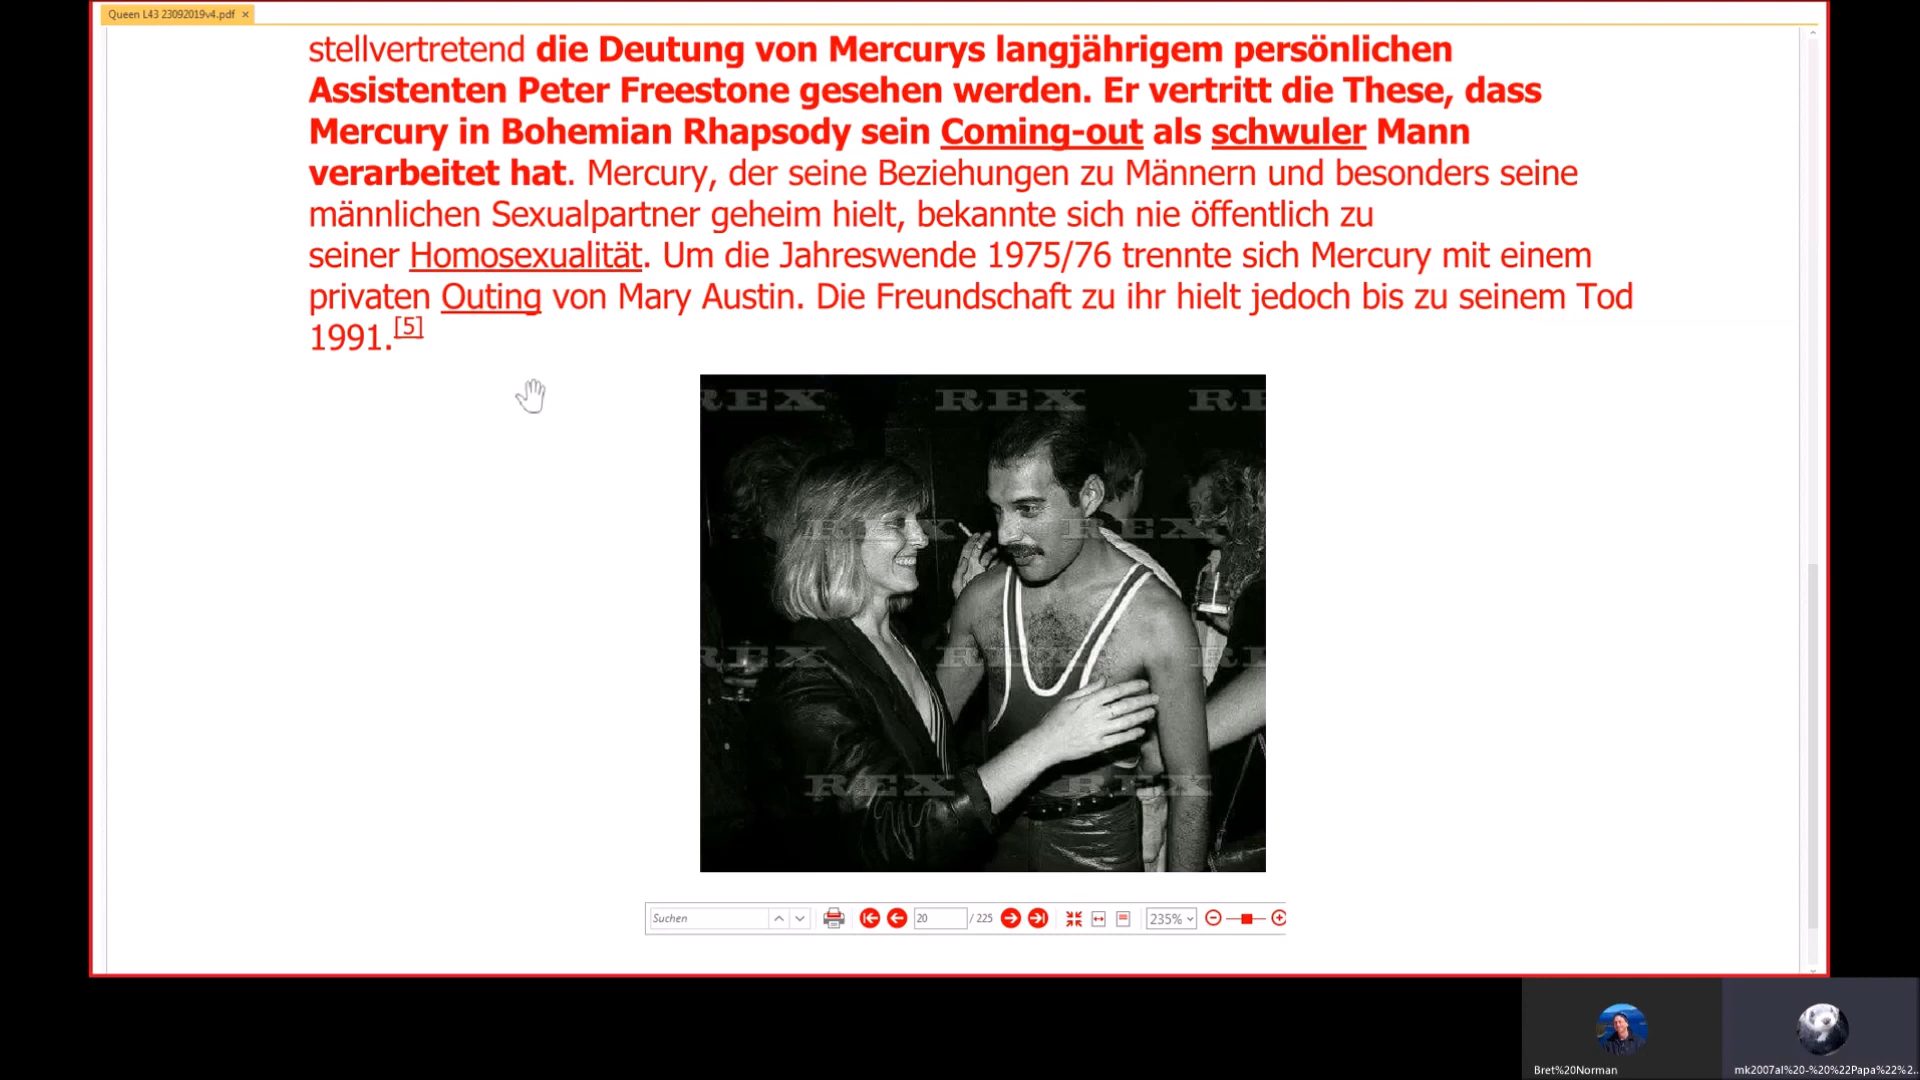 Queen L43 23092019v4.pdf ×
stellvertretend die Deutung von Mercurys langjährigem persönlichen
Assistenten Peter Freestone gesehen werden. Er vertritt die These, dass
Mercury in Bohemian Rhapsody sein Coming-out als schwuler Mann
verarbeitet hat. Mercury, der seine Beziehungen zu Männern und besonders seine
männlichen Sexualpartner geheim hielt, bekannte sich nie öffentlich zu
seiner Homosexualität. Um die Jahreswende 1975/76 trennte sich Mercury mit einem
privaten Outing von Mary Austin. Die Freundschaft zu ihr hielt jedoch bis zu seinem Tod
1991.[5]
REX REX RE
REX REX
REX REX RE
REX REX
Suchen 20 / 225 235%
Bret%20Norman
mk2007al%20-%20%22Papa%22%2...